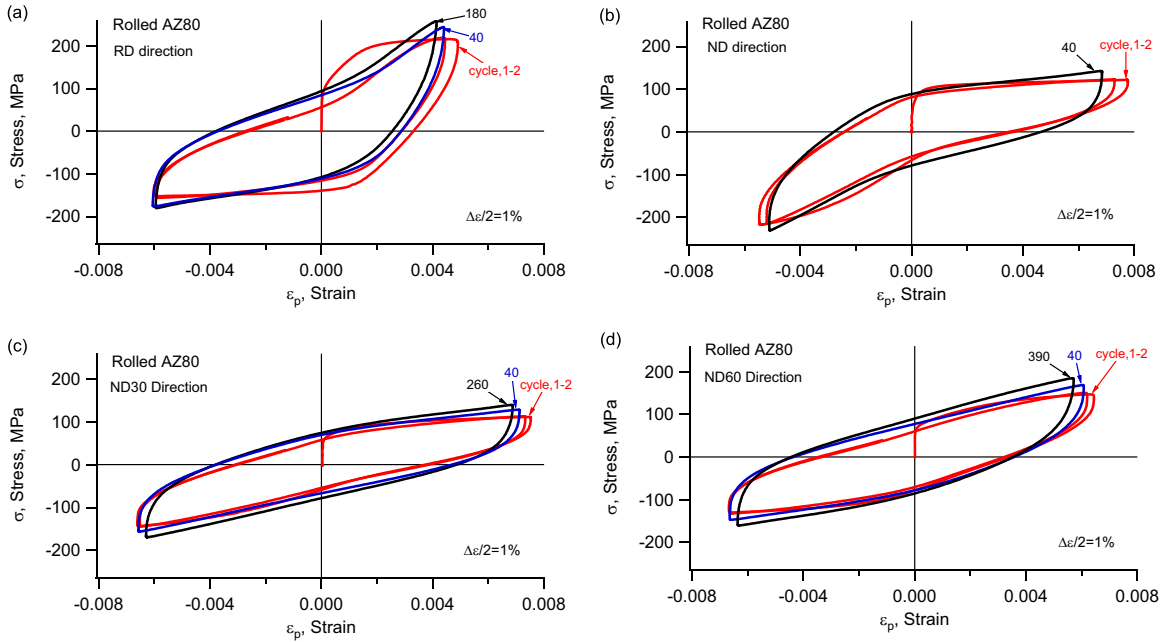 (a)
Rolled AZ80
RD direction
180
40
cycle,1-2
200
100
0
-100
-200
σ, Stress, MPa
Δε/2=1%
-0.008
-0.004
0.000
0.004
0.008
εp, Strain
(b)
Rolled AZ80
ND direction
40
cycle,1-2
200
100
0
-100
-200
σ, Stress, MPa
Δε/2=1%
-0.008
-0.004
0.000
0.004
0.008
εp, Strain
(c)
Rolled AZ80
ND30 Direction
260
40
cycle,1-2
200
100
0
-100
-200
σ, Stress, MPa
Δε/2=1%
-0.008
-0.004
0.000
0.004
0.008
εp, Strain
(d)
Rolled AZ80
ND60 Direction
390
40
cycle,1-2
200
100
0
-100
-200
σ, Stress, MPa
Δε/2=1%
-0.008
-0.004
0.000
0.004
0.008
εp, Strain